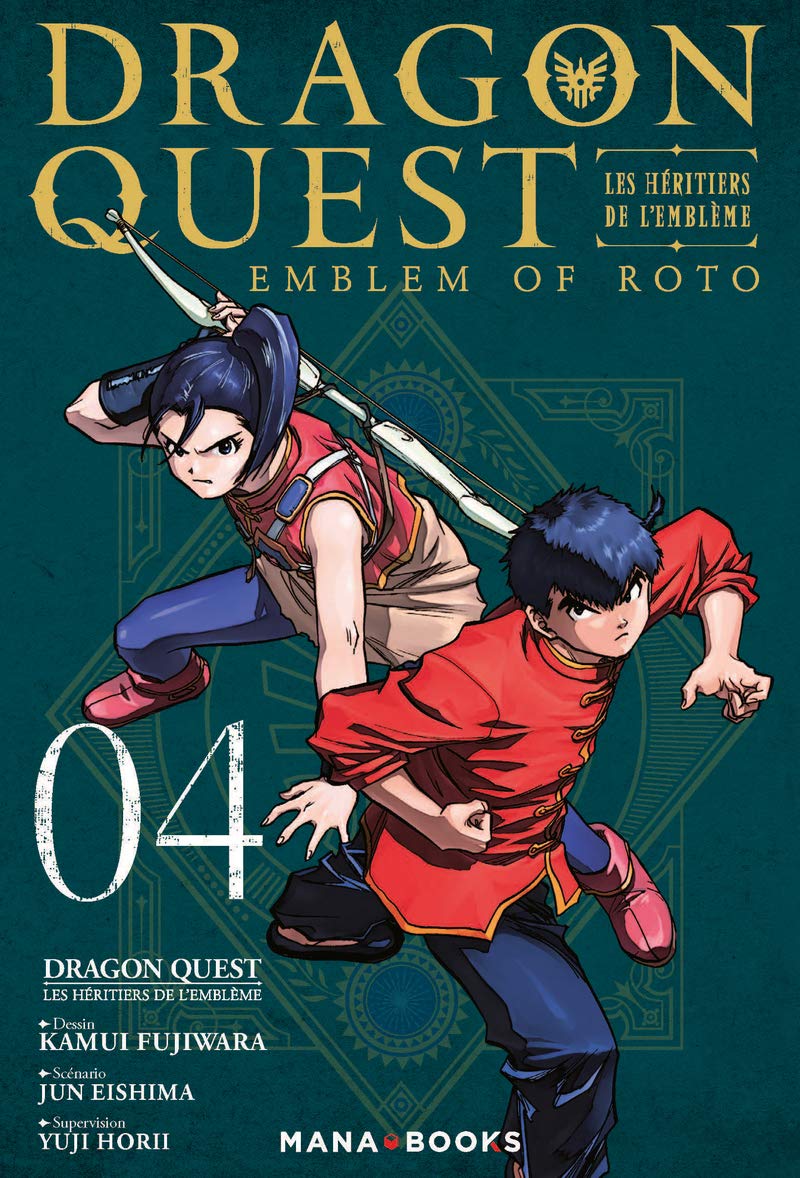 DRAGON
QUEST
LES HÉRITIERS
DE L'EMBLÈME
EMBLEM OF ROTO
04
DRAGON QUEST
LES HÉRITIERS DE L'EMBLÈME
Dessin
KAMUI FUJIWARA
Scénario
JUN EISHIMA
Supervision
YUJI HORII
MANA BOOKS